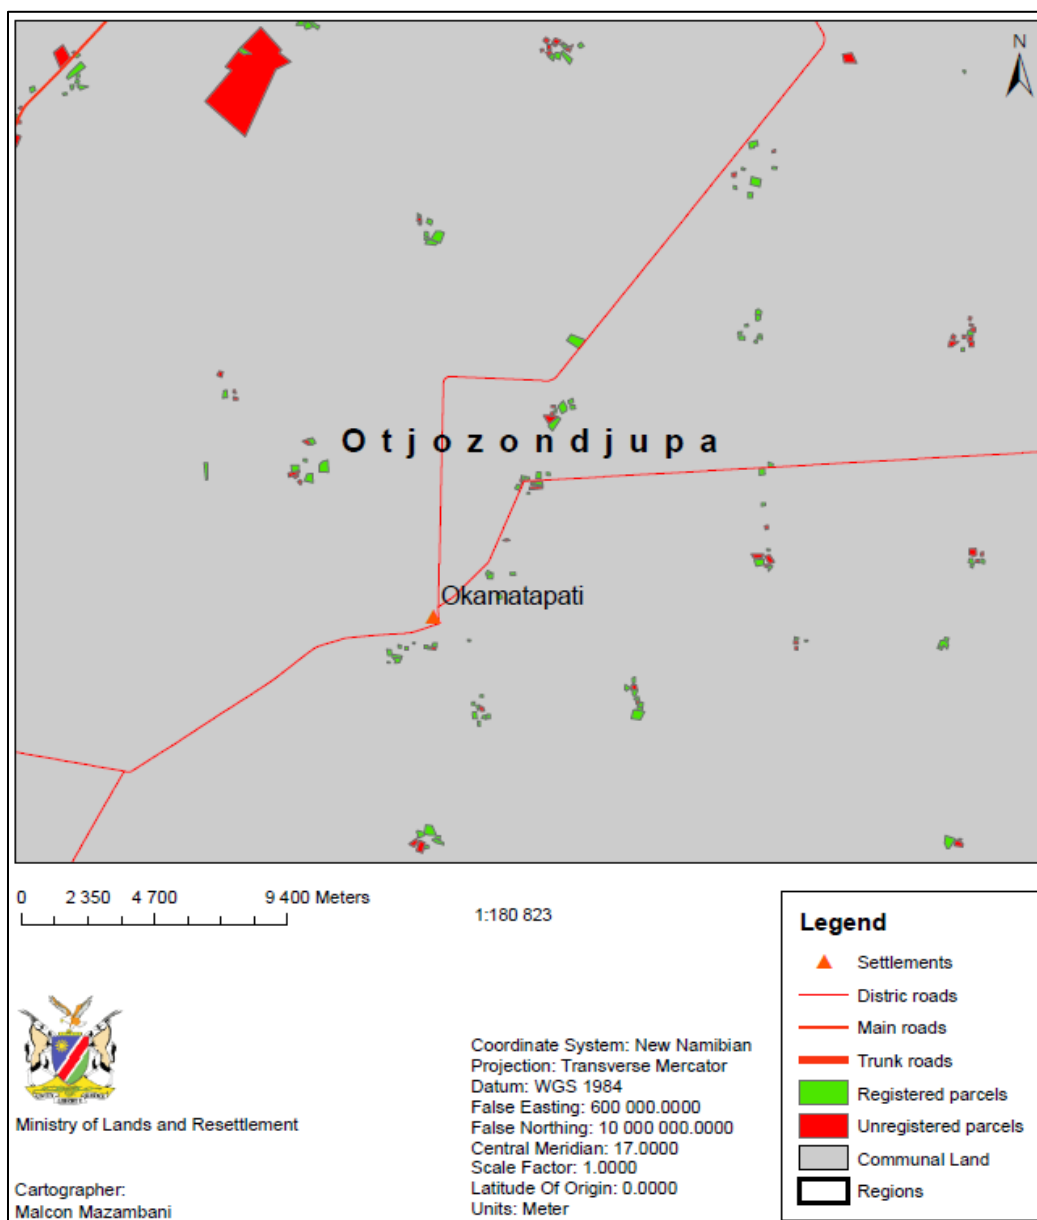 N
Otjozondjupa
Okamatapati
0 2 350 4 700 9 400 Meters
1:180 823
Legend
Settlements
Distric roads
Main roads
Trunk roads
Registered parcels
Unregistered parcels
Communal Land
Regions
Ministry of Lands and Resettlement
Cartographer:
Malcon Mazambani
Coordinate System: New Namibian
Projection: Transverse Mercator
Datum: WGS 1984
False Easting: 600 000.0000
False Northing: 10 000 000.0000
Central Meridian: 17.0000
Scale Factor: 1.0000
Latitude Of Origin: 0.0000
Units: Meter